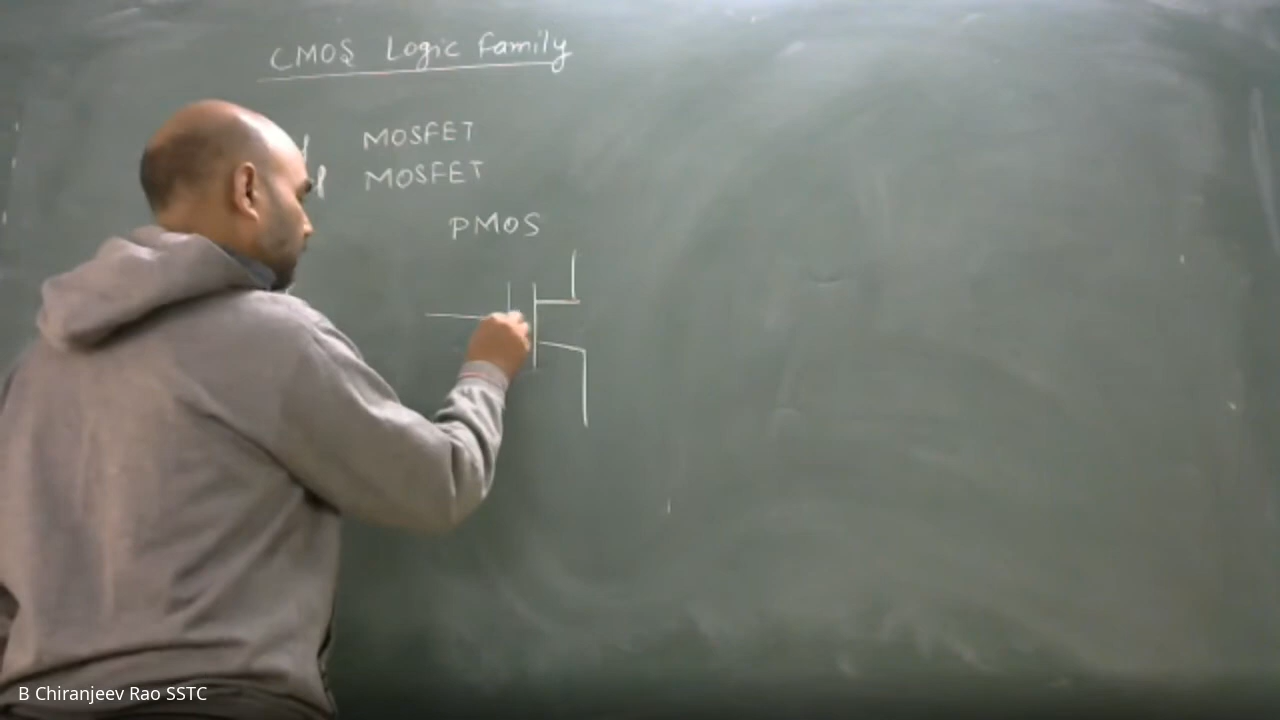 CMOS Logic Family
MOSFET
MOSFET
PMOS
B Chiranjeev Rao SSTC